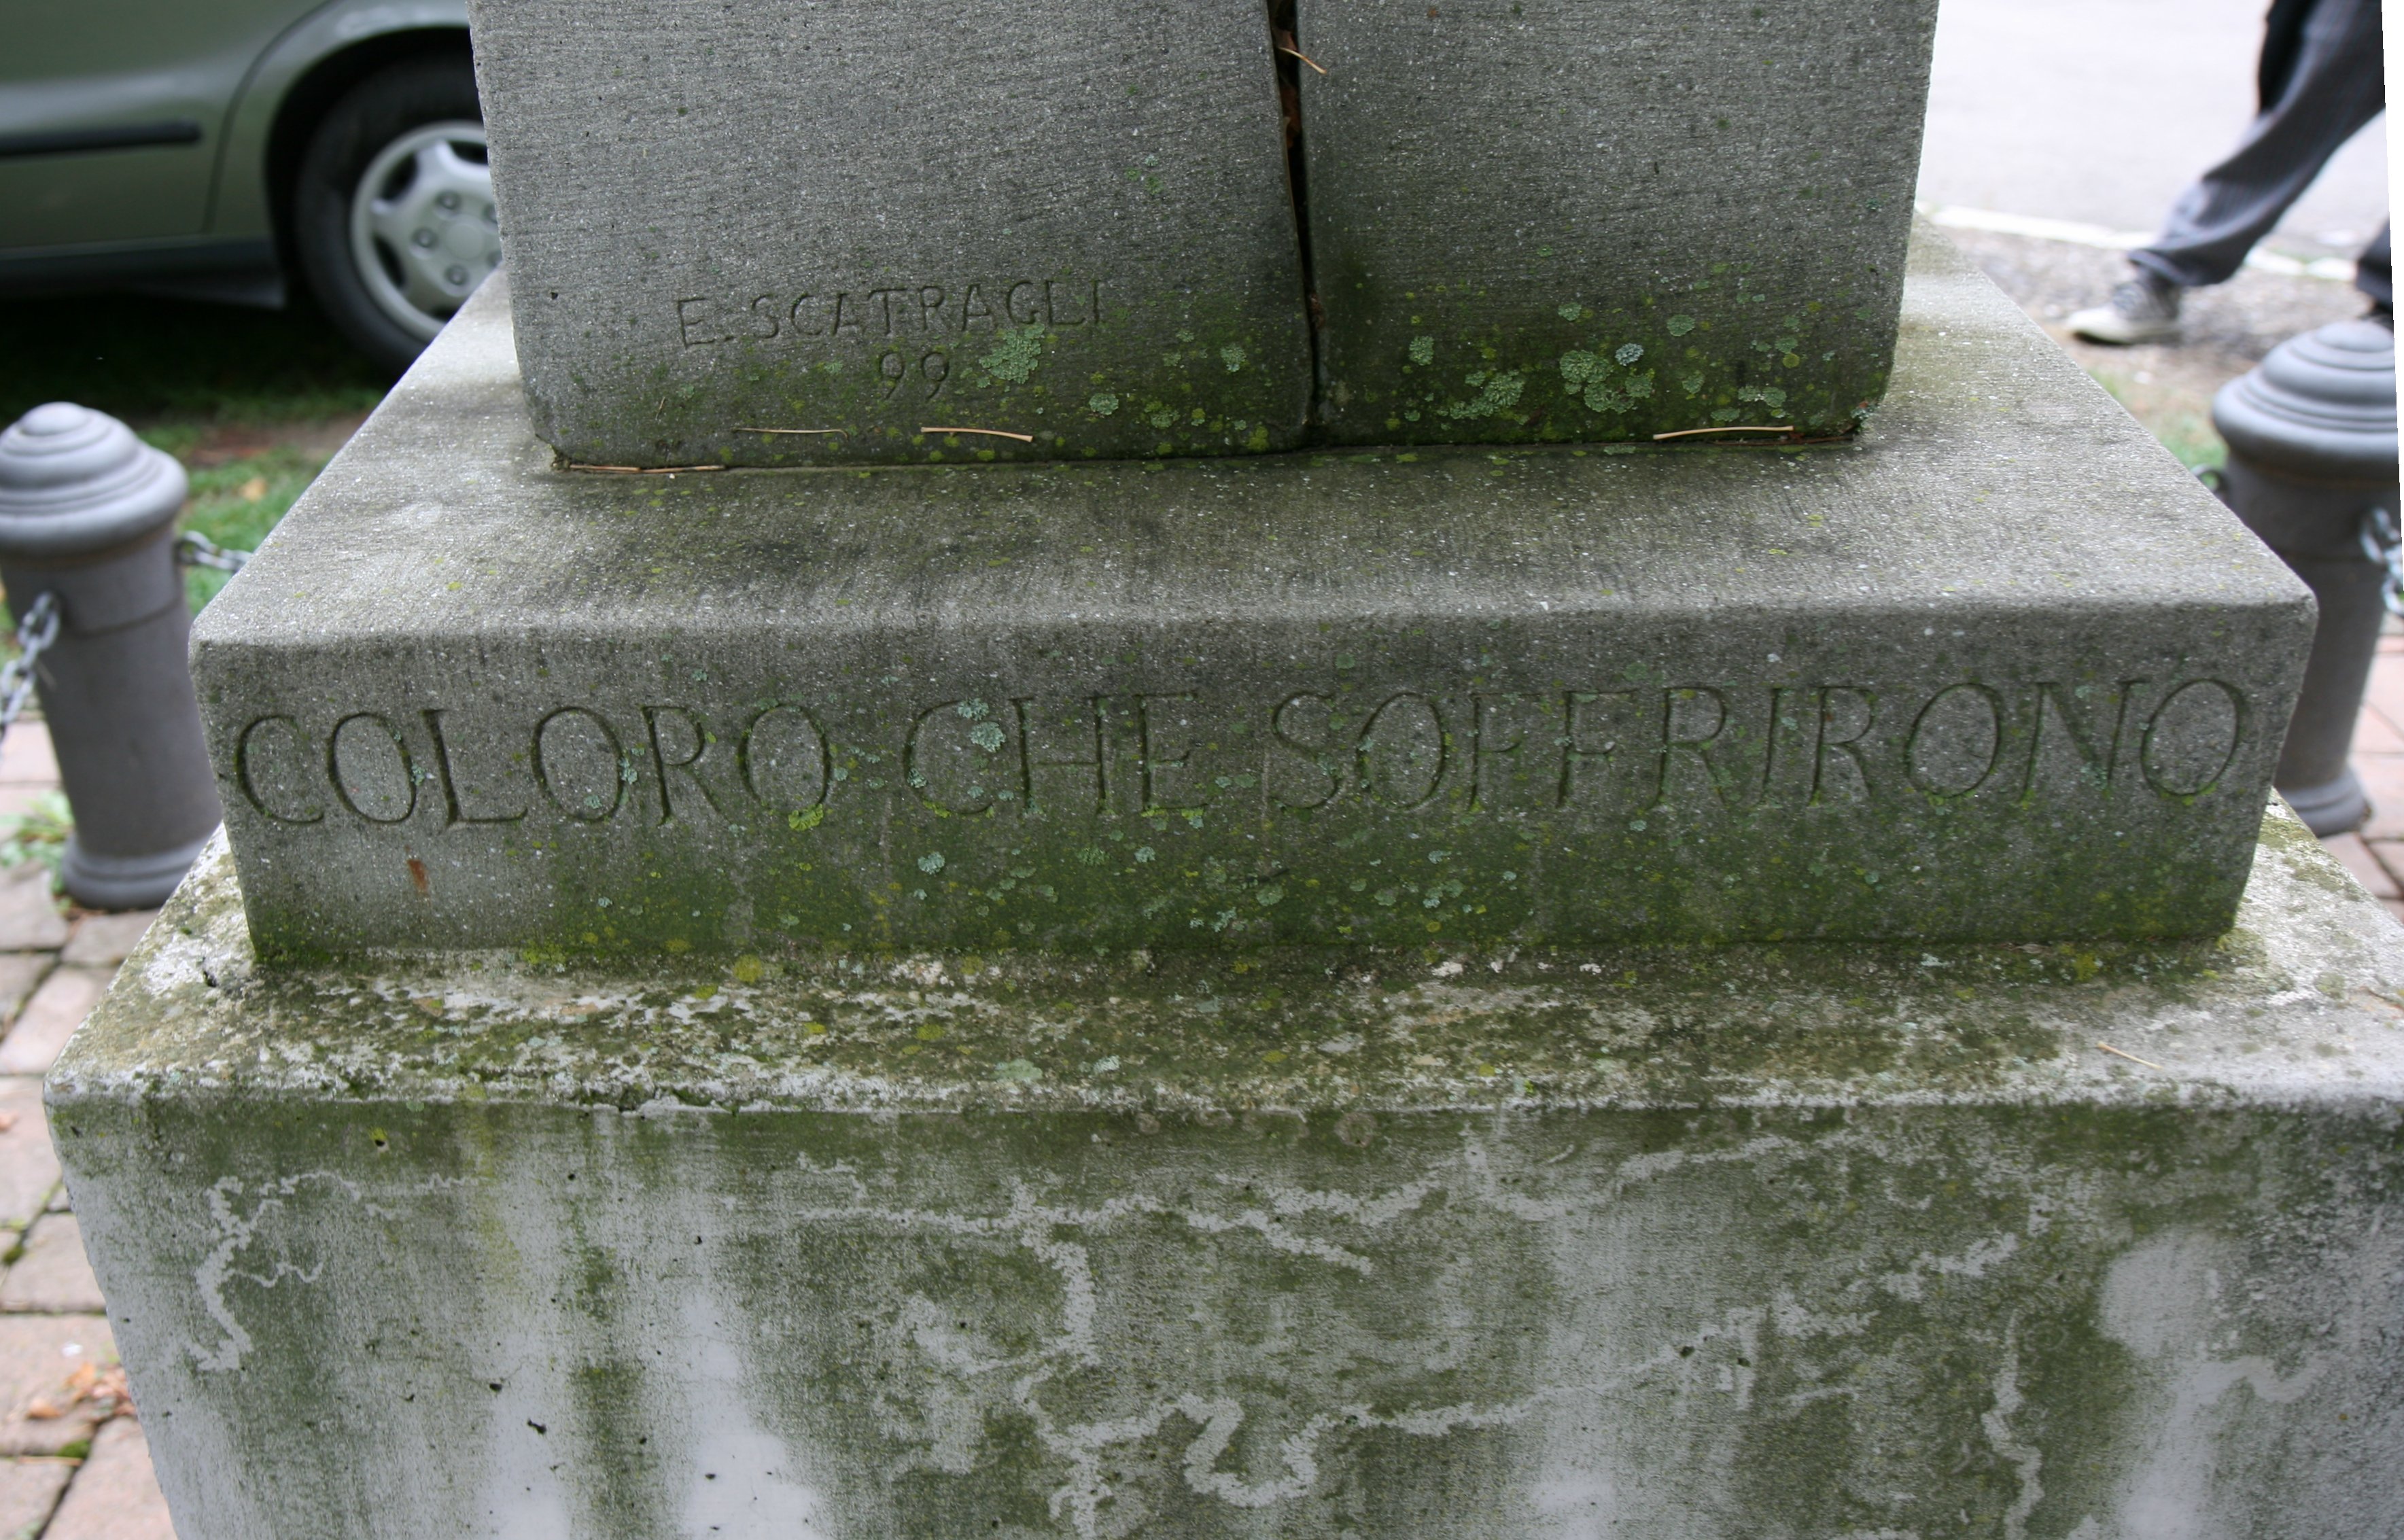 E. SCATRAGLI
99
COLORO CHE SOFFRIRONO